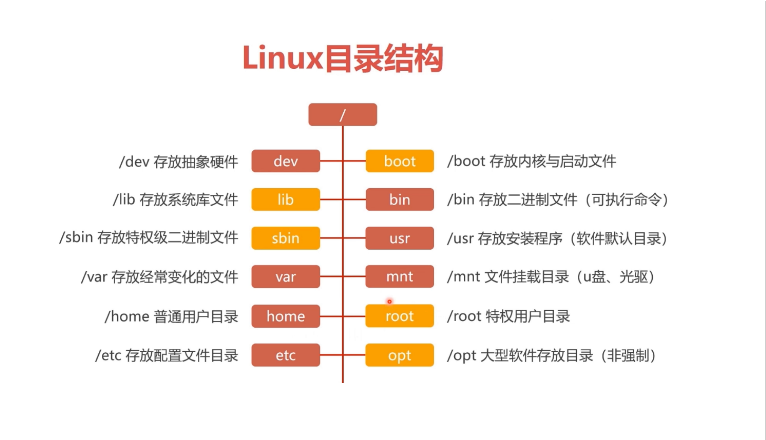 Linux目录结构
/
/dev 存放抽象硬件 dev boot /boot 存放内核与启动文件
/lib 存放系统库文件 lib bin /bin 存放二进制文件（可执行命令）
/sbin 存放特权级二进制文件 sbin usr /usr 存放安装程序（软件默认目录）
/var 存放经常变化的文件 var mnt /mnt 文件挂载目录（u盘、光驱）
/home 普通用户目录 home root /root 特权用户目录
/etc 存放配置文件目录 etc opt /opt 大型软件存放目录（非强制）